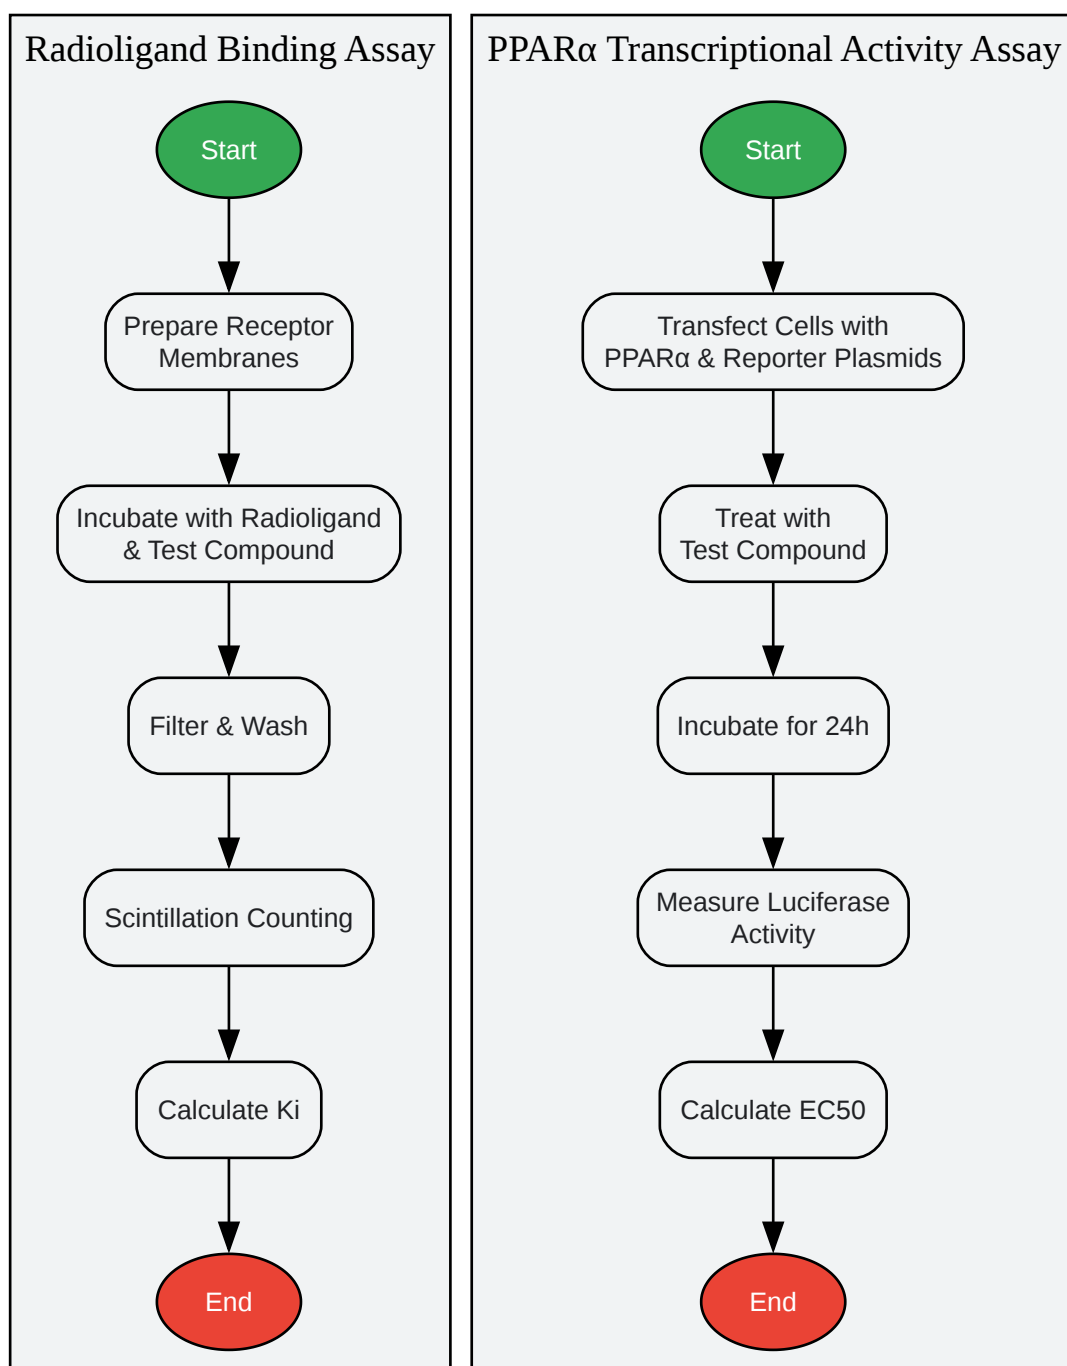 Radioligand Binding Assay
Start
Prepare Receptor
Membranes
Incubate with Radioligand
& Test Compound
Filter & Wash
Scintillation Counting
Calculate Ki
End
PPARα Transcriptional Activity Assay
Start
Transfect Cells with
PPARα & Reporter Plasmids
Treat with
Test Compound
Incubate for 24h
Measure Luciferase
Activity
Calculate EC50
End